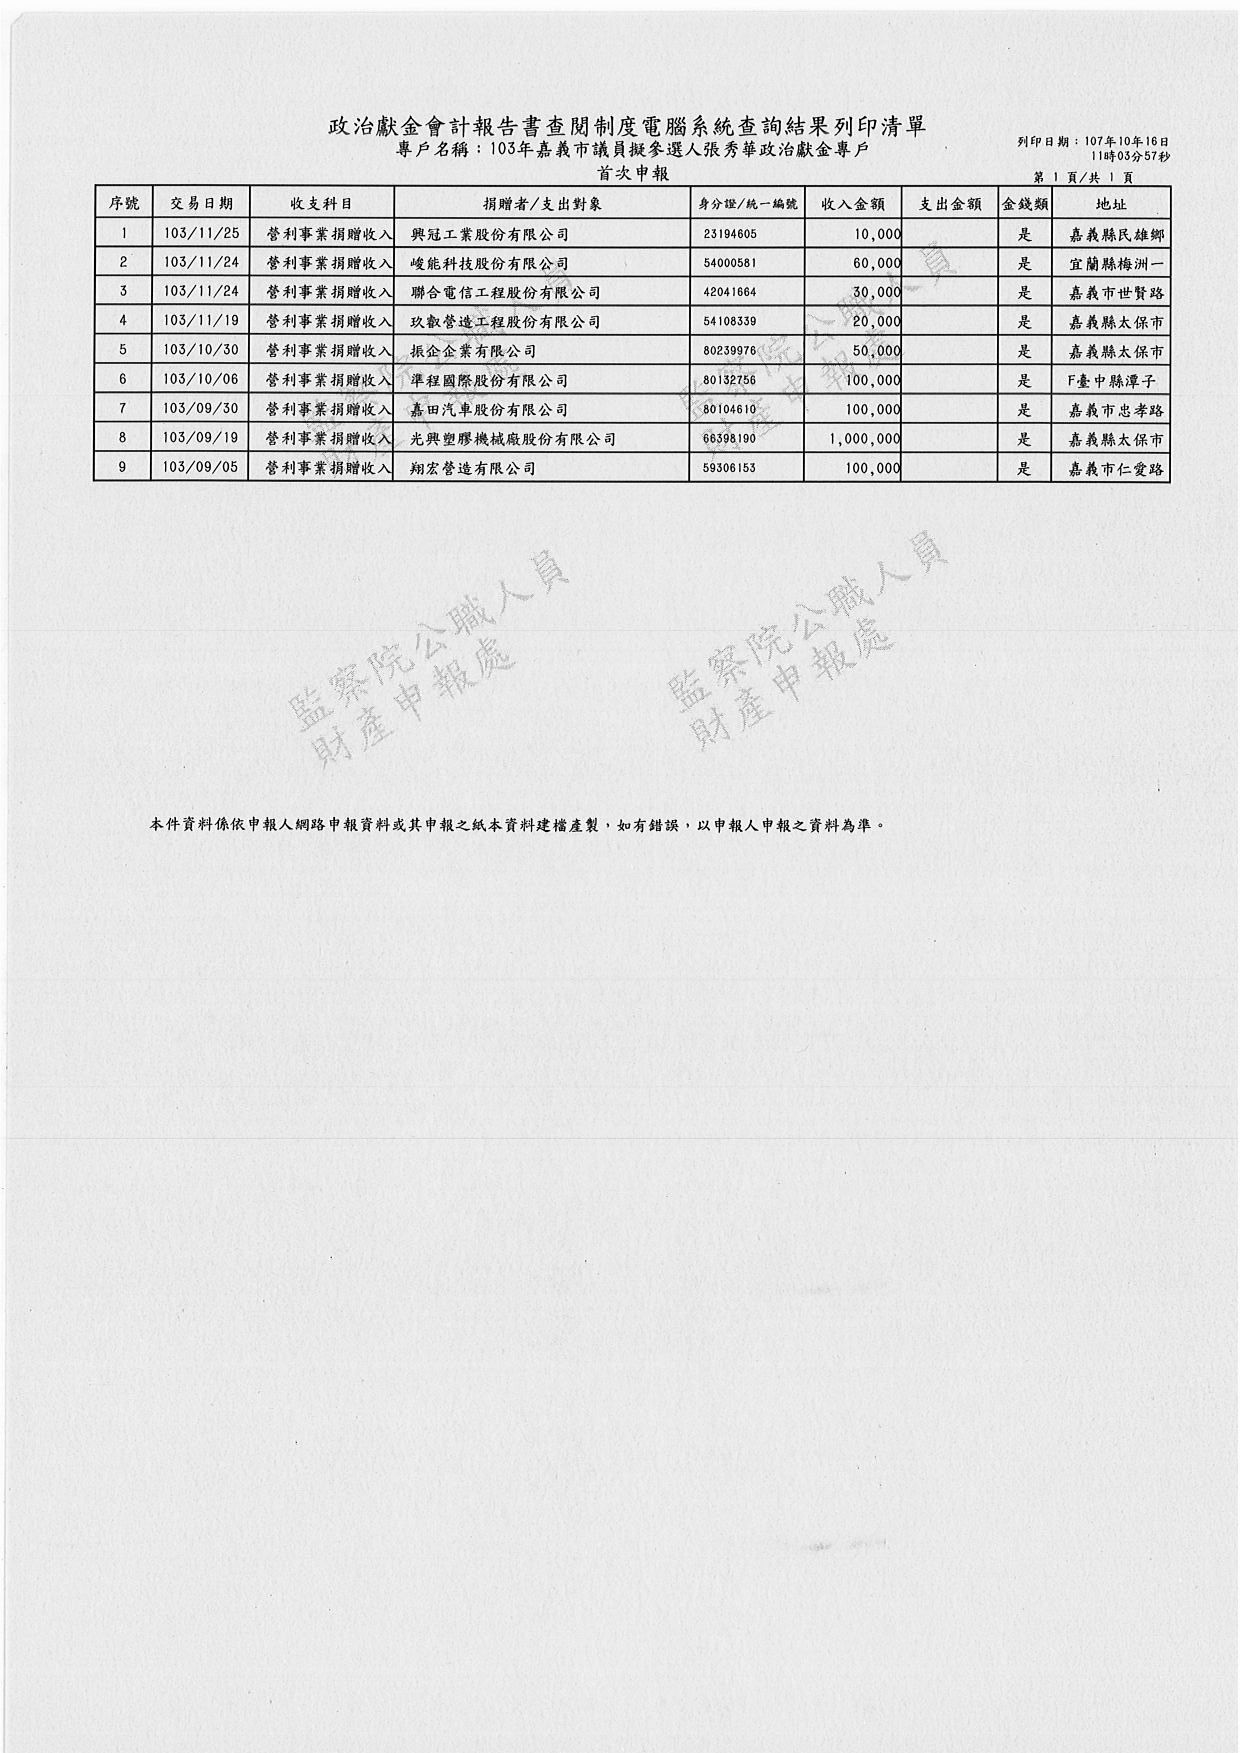 政治獻金會計報告書查閱制度電腦系統查詢結果列印清單
專戶名稱：103年嘉義市議員擬參選人張秀華政治獻金專戶
首次申報
列印日期：107年10年16日
11時03分57秒
第 1 頁/共 1 頁
序號 交易日期 收支科目 捐贈者/支出對象 身分證/統一編號 收入金額 支出金額 金錢類 地址
1 103/11/25 營利事業捐贈收入 興冠工業股份有限公司 23194605 10,000 是 嘉義縣民雄鄉
2 103/11/24 營利事業捐贈收入 峻能科技股份有限公司 54000581 60,000 是 宜蘭縣梅洲一
3 103/11/24 營利事業捐贈收入 聯合電信工程股份有限公司 42041664 30,000 是 嘉義市世賢路
4 103/11/19 營利事業捐贈收入 玖叡營造工程股份有限公司 54108339 20,000 是 嘉義縣太保市
5 103/10/30 營利事業捐贈收入 振企企業有限公司 80239976 50,000 是 嘉義縣太保市
6 103/10/06 營利事業捐贈收入 準程國際股份有限公司 80132756 100,000 是 F臺中縣潭子
7 103/09/30 營利事業捐贈收入 嘉田汽車股份有限公司 80104610 100,000 是 嘉義市忠孝路
8 103/09/19 營利事業捐贈收入 光興塑膠機械廠股份有限公司 66398190 1,000,000 是 嘉義縣太保市
9 103/09/05 營利事業捐贈收入 翔宏營造有限公司 59306153 100,000 是 嘉義市仁愛路
監察院公職人員
財產申報處
監察院公職人員
財產申報處
監察院公職人員
財產申報處
監察院公職人員
財產申報處
本件資料係依申報人網路申報資料或其申報之紙本資料建檔產製，如有錯誤，以申報人申報之資料為準。